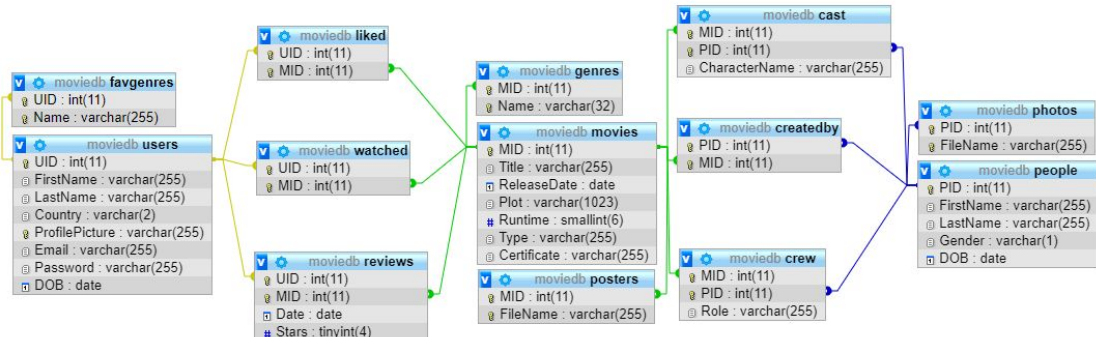 moviedb favgenres
UID : int(11)
Name : varchar(255)
moviedb users
UID : int(11)
FirstName : varchar(255)
LastName : varchar(255)
Country : varchar(2)
ProfilePicture : varchar(255)
Email : varchar(255)
Password : varchar(255)
DOB : date
moviedb liked
UID : int(11)
MID : int(11)
moviedb watched
UID : int(11)
MID : int(11)
moviedb reviews
UID : int(11)
MID : int(11)
Date : date
# Stars : tinyint(4)
moviedb genres
MID : int(11)
Name : varchar(32)
moviedb movies
MID : int(11)
Title : varchar(255)
ReleaseDate : date
Plot : varchar(1023)
# Runtime : smallint(6)
Type : varchar(255)
Certificate : varchar(255)
moviedb posters
MID : int(11)
FileName : varchar(255)
moviedb cast
MID : int(11)
PID : int(11)
CharacterName : varchar(255)
moviedb createdby
PID : int(11)
MID : int(11)
moviedb crew
MID : int(11)
PID : int(11)
Role : varchar(255)
moviedb photos
PID : int(11)
FileName : varchar(255)
moviedb people
PID : int(11)
FirstName : varchar(255)
LastName : varchar(255)
Gender : varchar(1)
DOB : date